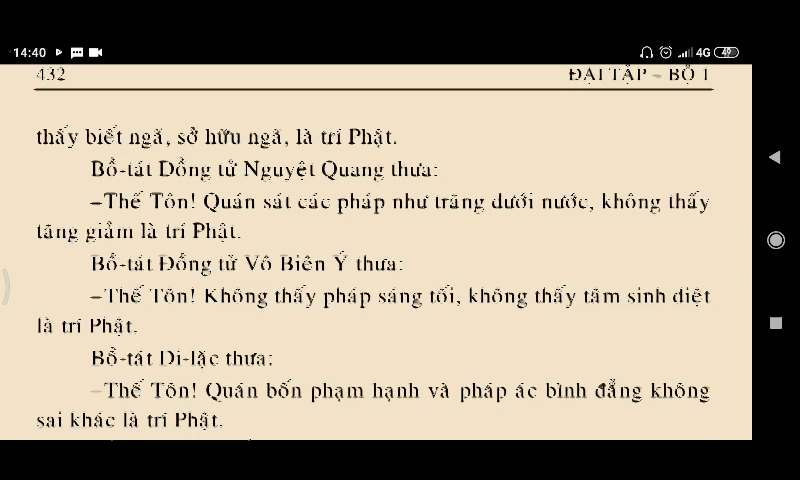 14:40
4G 49
432 ĐẠI TẬP – BỘ 1
thấy biết ngã, sở hữu ngã, là trí Phật.
Bồ-tát Đồng tử Nguyệt Quang thưa:
–Thế Tôn! Quán sát các pháp như trăng dưới nước, không thấy
tăng giảm là trí Phật.
Bồ-tát Đồng tử Vô Biên Ý thưa:
–Thế Tôn! Không thấy pháp sáng tối, không thấy tâm sinh diệt
là trí Phật.
Bồ-tát Di-lặc thưa:
–Thế Tôn! Quán bốn phạm hạnh và pháp ác bình đẳng không
sai khác là trí Phật.